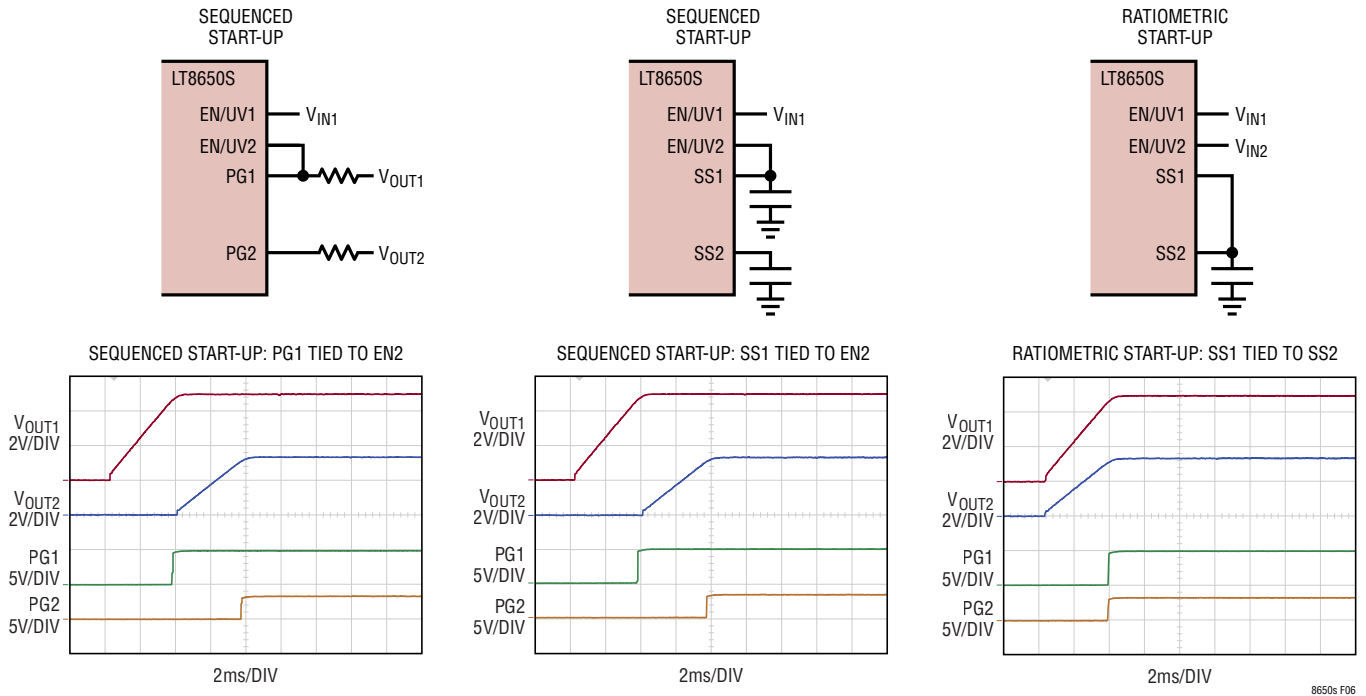 SEQUENCED
START-UP
LT8650S
EN/UV1
VIN1
EN/UV2
PG1
VOUT1
PG2
VOUT2
SEQUENCED
START-UP
LT8650S
EN/UV1
VIN1
EN/UV2
SS1
SS2
RATIOMETRIC
START-UP
LT8650S
EN/UV1
VIN1
EN/UV2
VIN2
SS1
SS2
SEQUENCED START-UP: PG1 TIED TO EN2
VOUT1
2V/DIV
VOUT2
2V/DIV
PG1
5V/DIV
PG2
5V/DIV
2ms/DIV
SEQUENCED START-UP: SS1 TIED TO EN2
VOUT1
2V/DIV
VOUT2
2V/DIV
PG1
5V/DIV
PG2
5V/DIV
2ms/DIV
RATIOMETRIC START-UP: SS1 TIED TO SS2
VOUT1
2V/DIV
VOUT2
2V/DIV
PG1
5V/DIV
PG2
5V/DIV
2ms/DIV
8650s F06